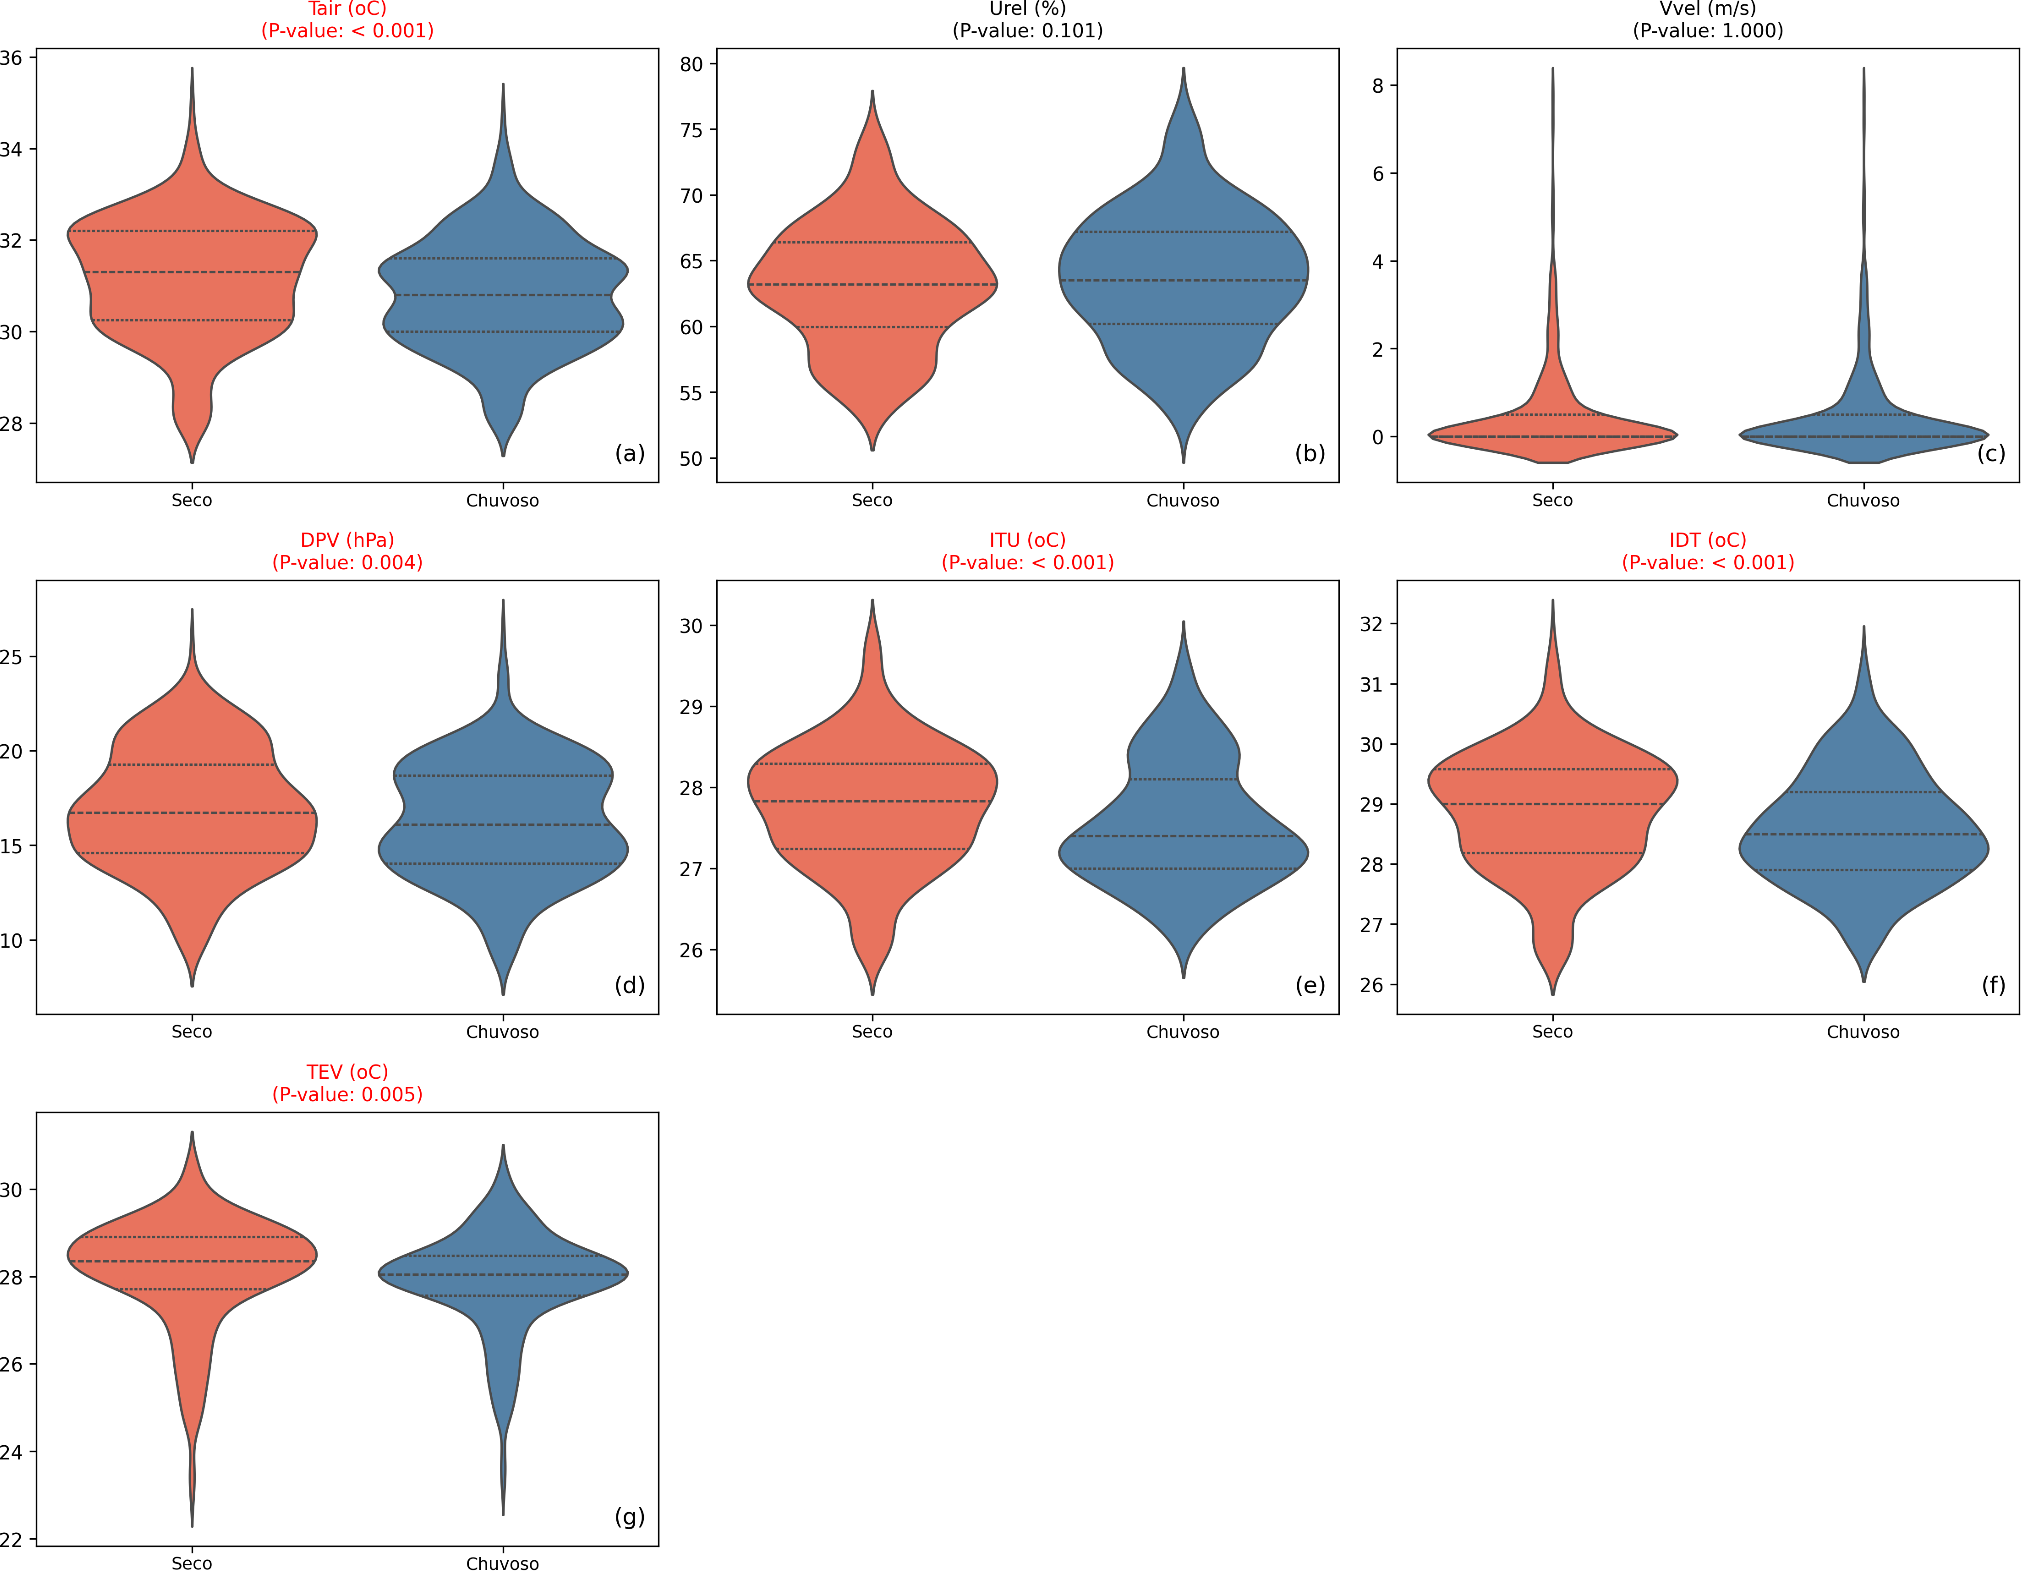 Tair (oC)
(P-value: < 0.001)
36
34
32
30
28
(a)
Seco
Chuvoso
Urel (%)
(P-value: 0.101)
80
75
70
65
60
55
50
(b)
Seco
Chuvoso
Vvel (m/s)
(P-value: 1.000)
8
6
4
2
0
(c)
Seco
Chuvoso
DPV (hPa)
(P-value: 0.004)
25
20
15
10
(d)
Seco
Chuvoso
ITU (oC)
(P-value: < 0.001)
30
29
28
27
26
(e)
Seco
Chuvoso
IDT (oC)
(P-value: < 0.001)
32
31
30
29
28
27
26
(f)
Seco
Chuvoso
TEV (oC)
(P-value: 0.005)
30
28
26
24
22
(g)
Seco
Chuvoso